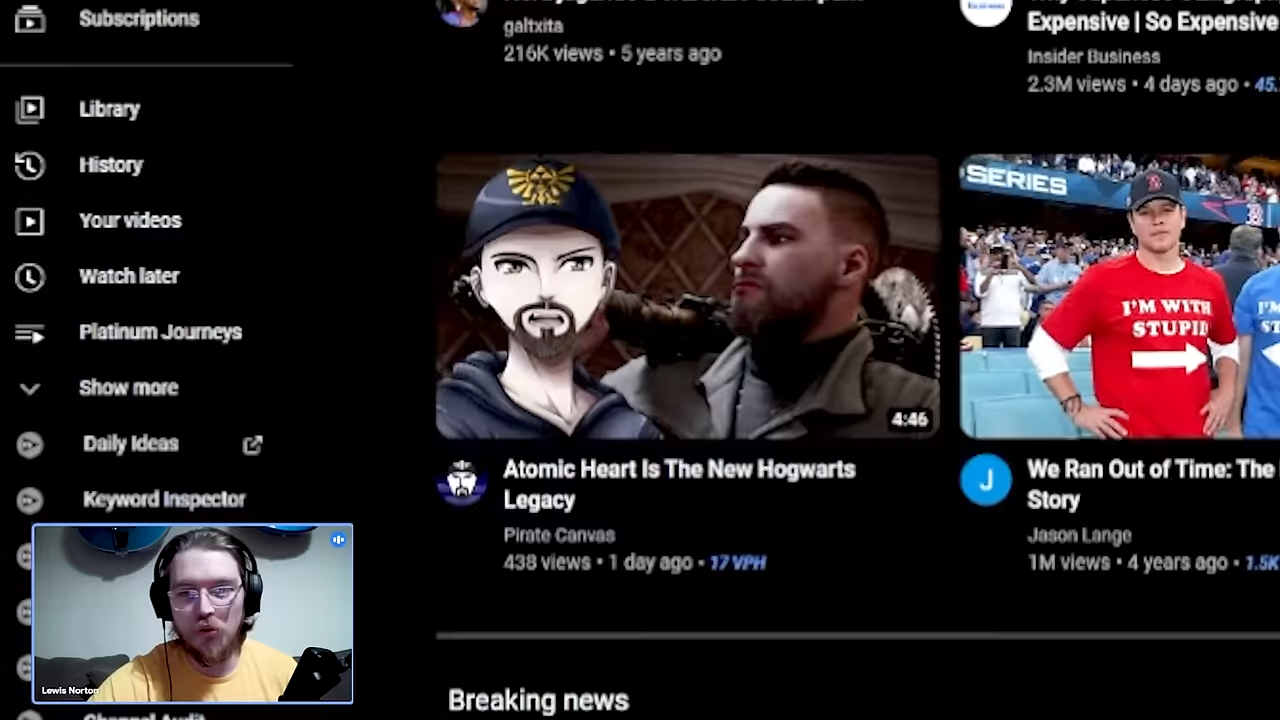 Subscriptions
Library
History
Your videos
Watch later
Platinum Journeys
Show more
Daily Ideas
Keyword Inspector
Lewis Norton
galtxita
216K views • 5 years ago
Expensive | So Expensive
Insider Business
2.3M views • 4 days ago • 45.
SERIES
I'M WITH
STUPID
4:46
Atomic Heart Is The New Hogwarts
Legacy
Pirate Canvas
438 views • 1 day ago • 17 VPH
J
We Ran Out of Time: The
Story
Jason Lange
1M views • 4 years ago • 1.5K
Breaking news